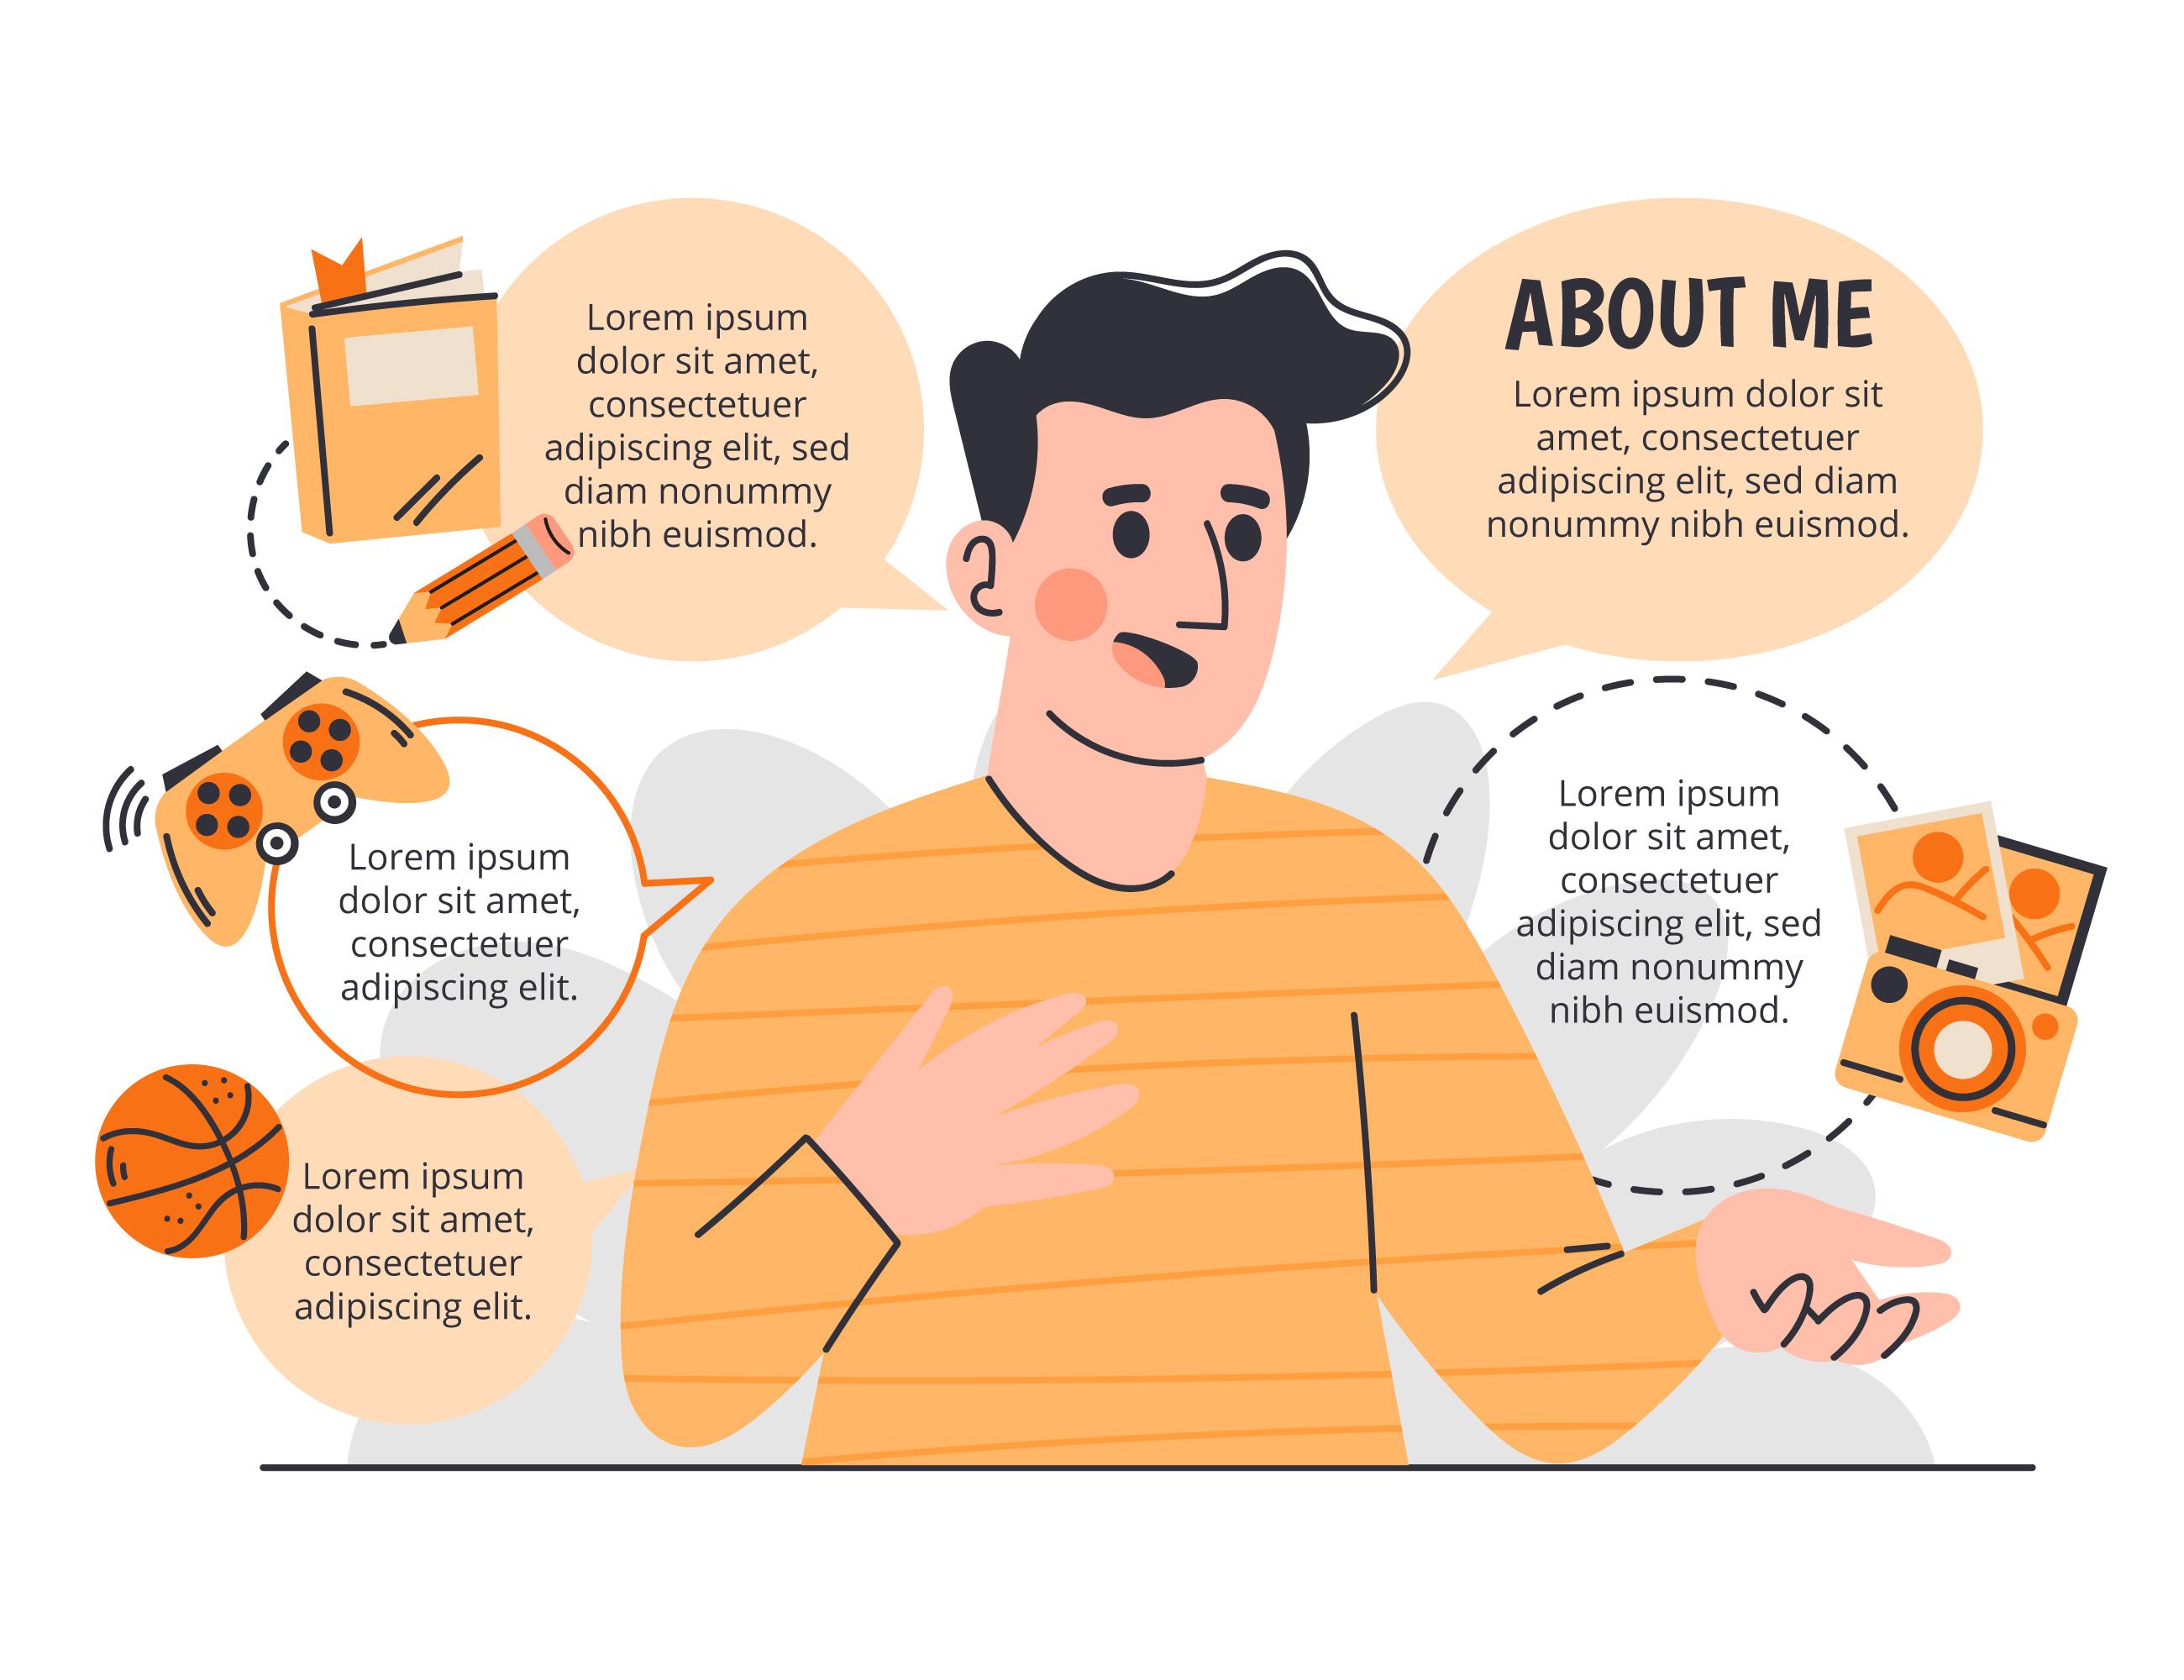 Lorem ipsum
dolor sit amet,
consectetuer
adipiscing elit, sed
diam nonummy
nibh euismod.
ABOUT ME
Lorem ipsum dolor sit
amet, consectetuer
adipiscing elit, sed diam
nonummy nibh euismod.
Lorem ipsum
dolor sit amet,
consectetuer
adipiscing elit.
Lorem ipsum
dolor sit amet,
consectetuer
adipiscing elit, sed
diam nonummy
nibh euismod.
Lorem ipsum
dolor sit amet,
consectetuer
adipiscing elit.